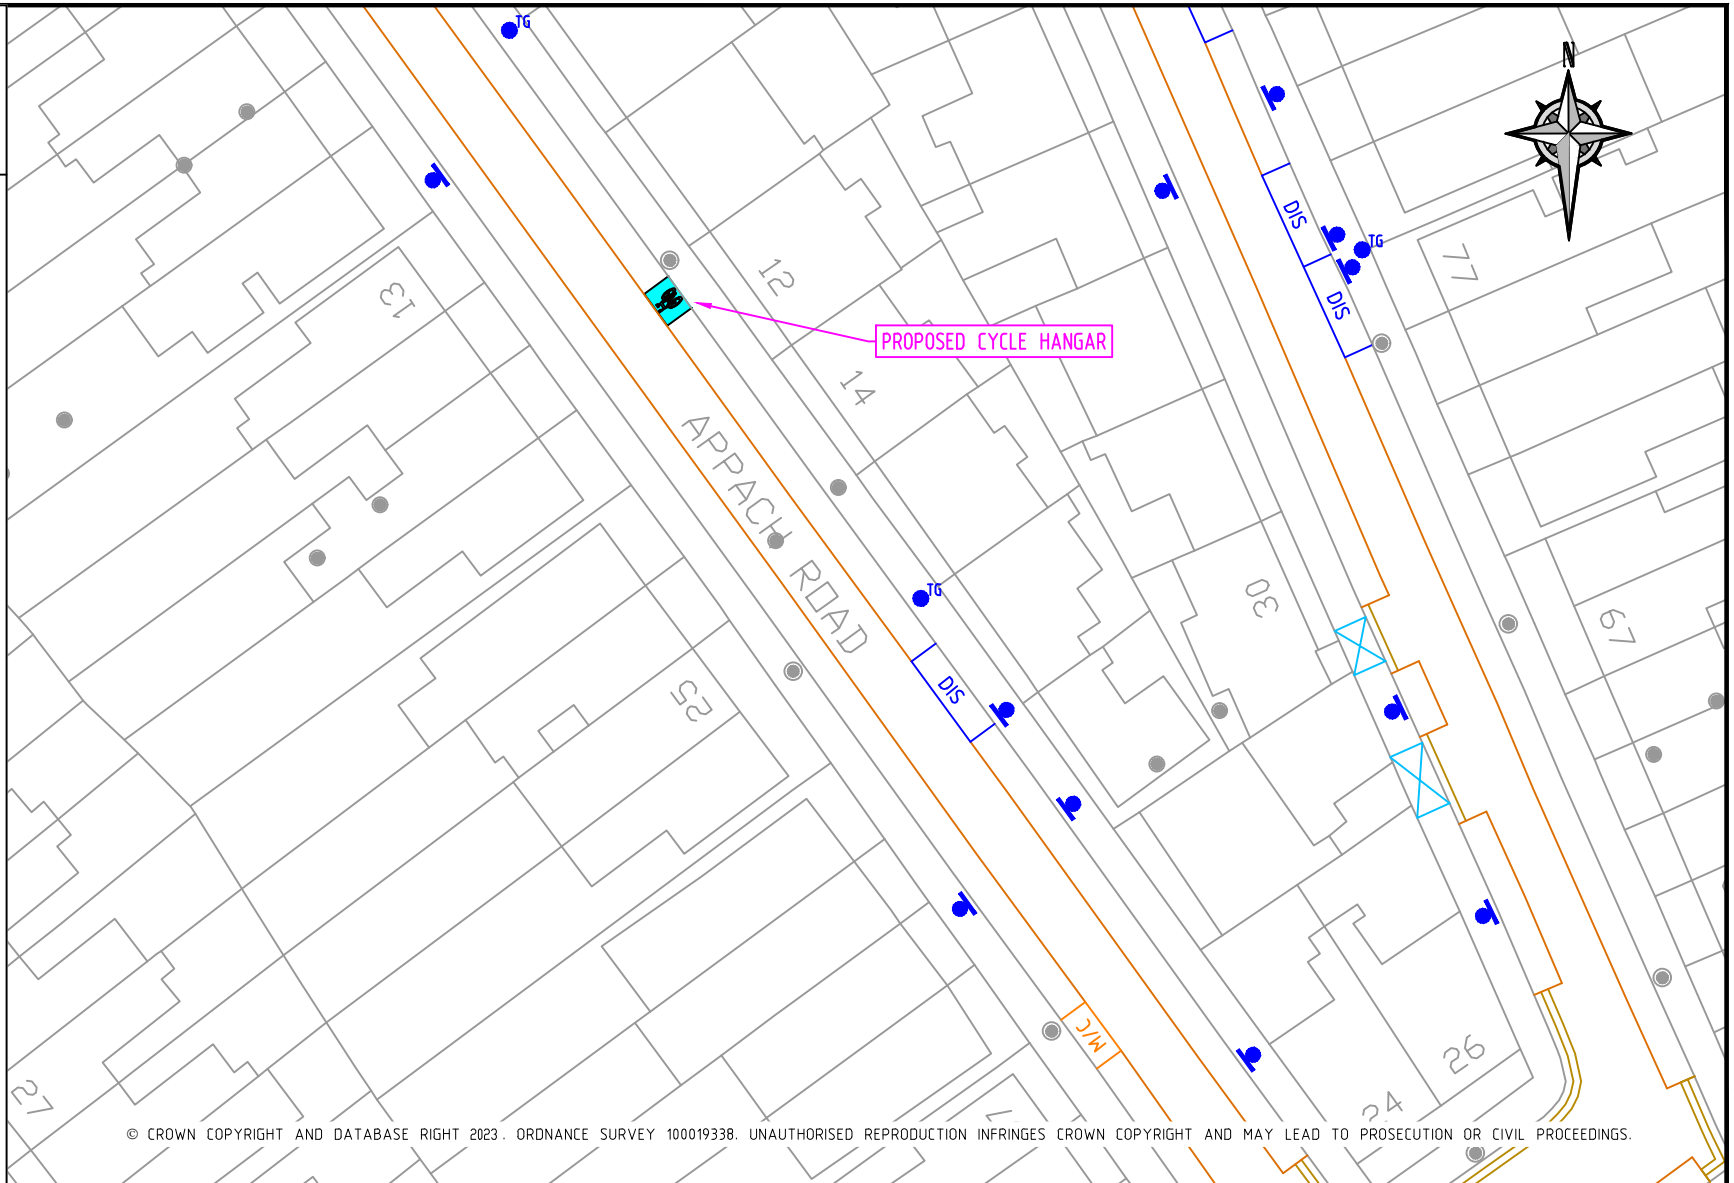 TG
N
DIS
TG
77
12
13
DIS
PROPOSED CYCLE HANGAR
14
APPACH ROAD
TG
30
67
DIS
25
M/C
26
27
24
© CROWN COPYRIGHT AND DATABASE RIGHT 2023. ORDNANCE SURVEY 100019338. UNAUTHORISED REPRODUCTION INFRINGES CROWN COPYRIGHT AND MAY LEAD TO PROSECUTION OR CIVIL PROCEEDINGS.